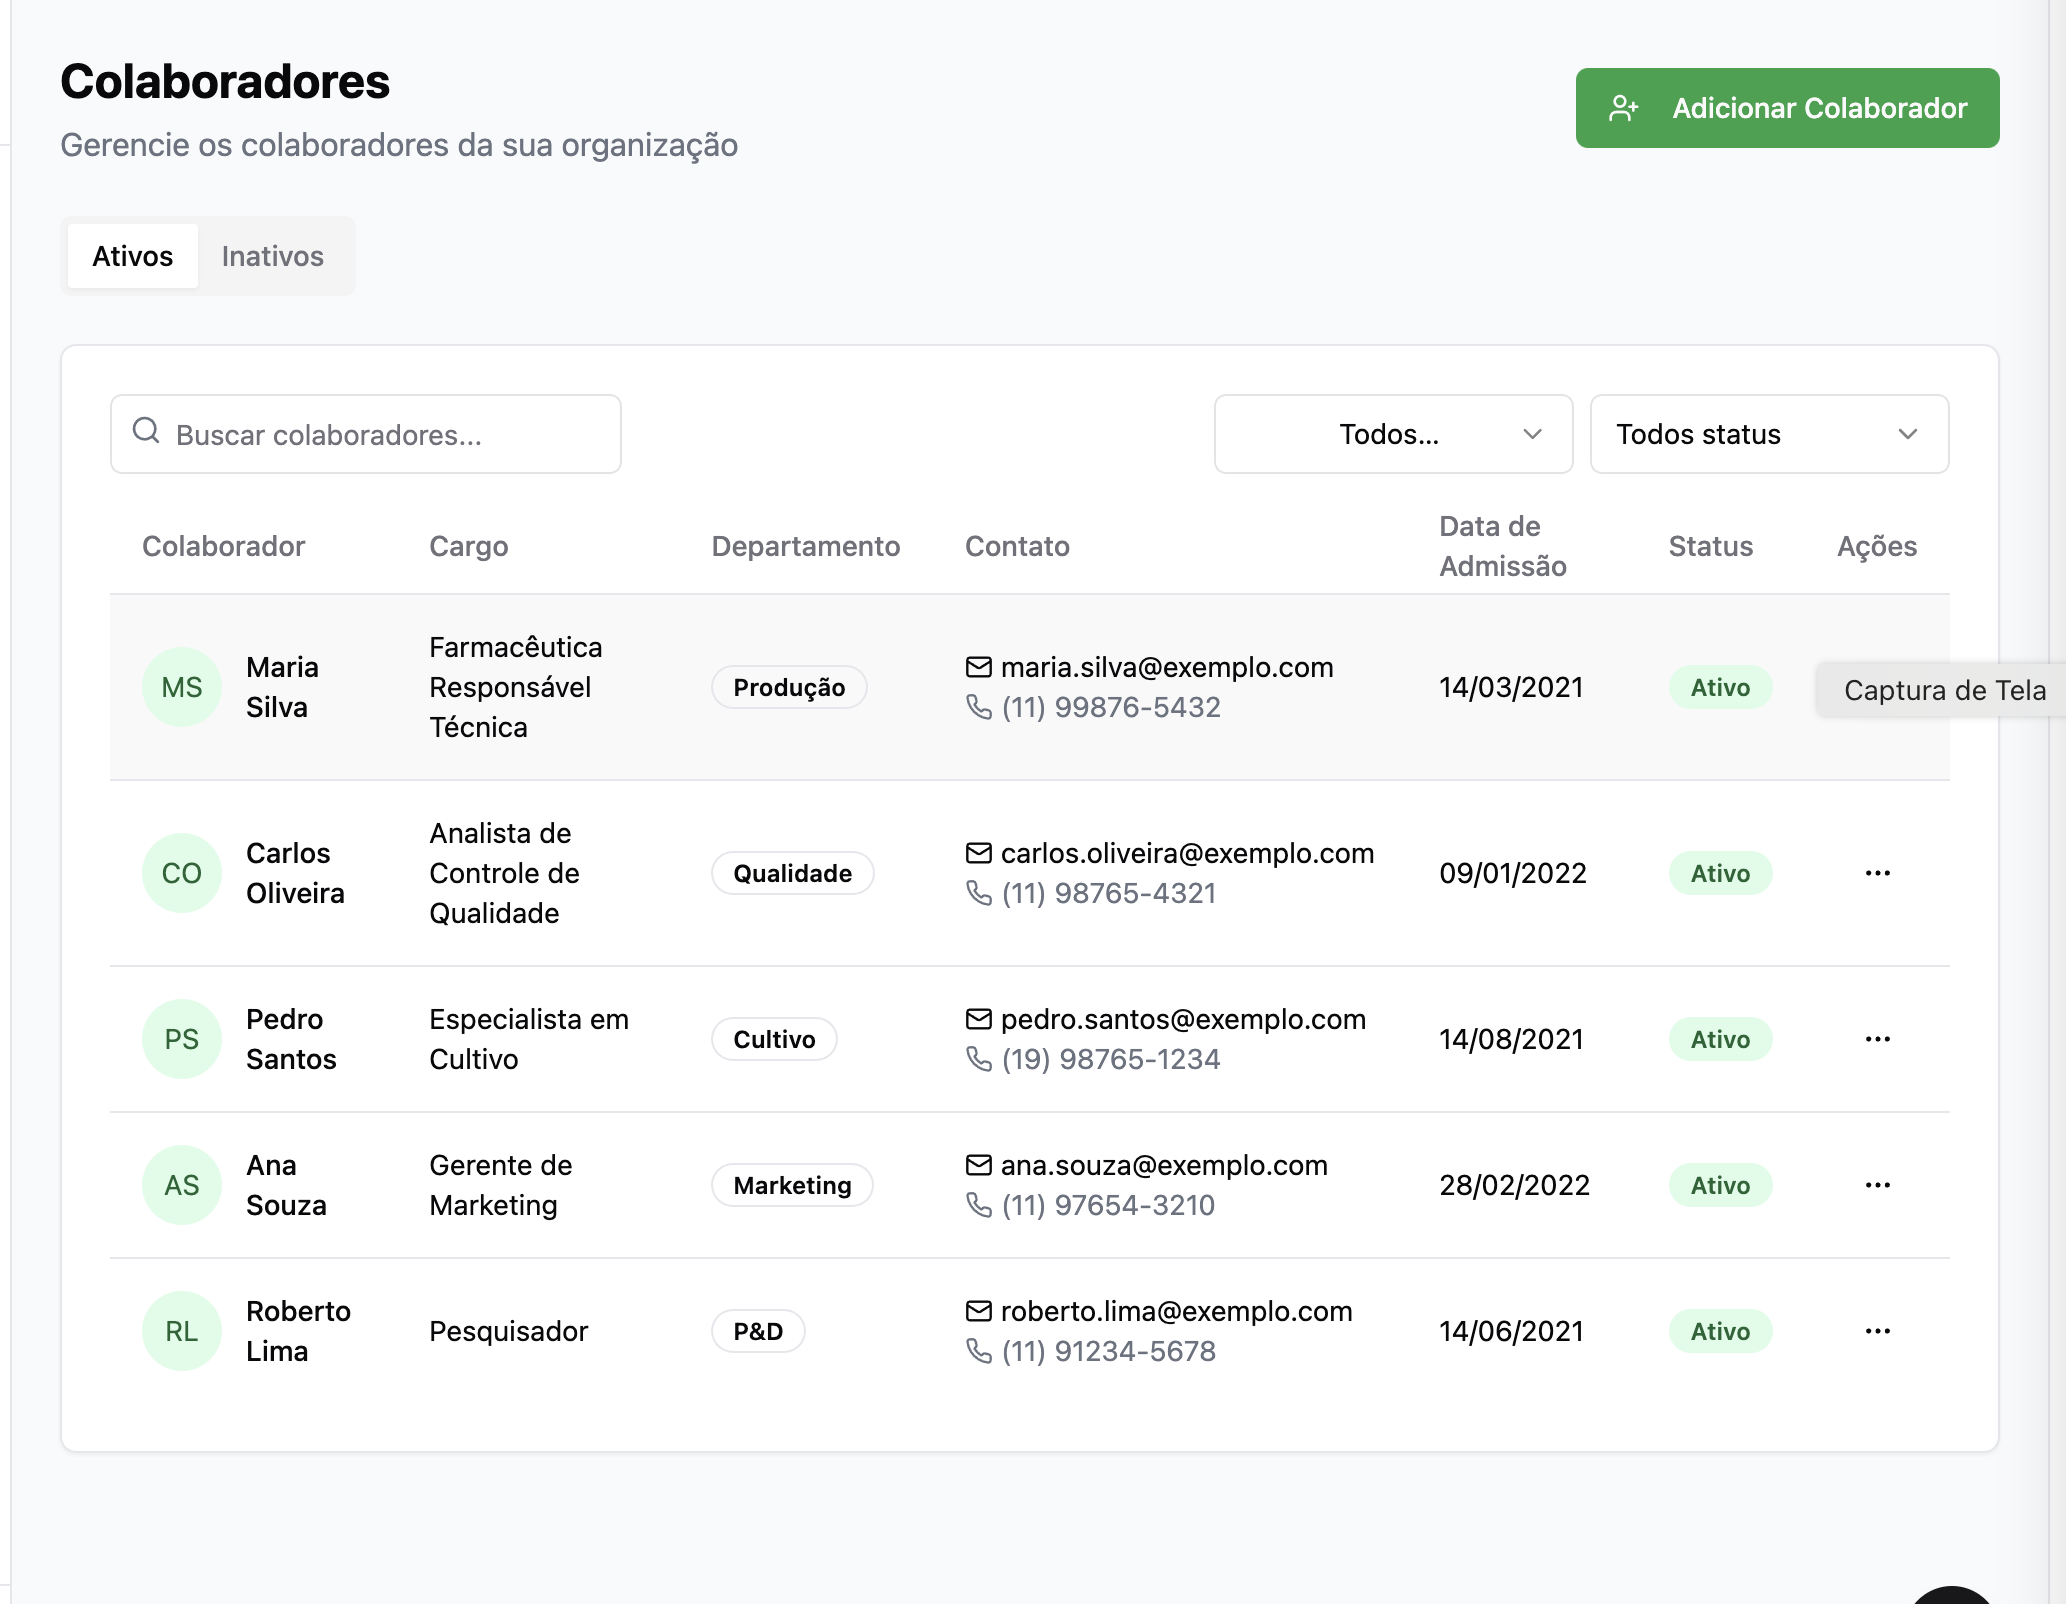 Colaboradores
Gerencie os colaboradores da sua organização
Adicionar Colaborador
Ativos
Inativos
Buscar colaboradores...
Todos...
Todos status
Colaborador
Cargo
Departamento
Contato
Data de
Admissão
Status
Ações
MS
Maria
Silva
Farmacêutica
Responsável
Técnica
Produção
maria.silva@exemplo.com
(11) 99876-5432
14/03/2021
Ativo
Captura de Tela
CO
Carlos
Oliveira
Analista de
Controle de
Qualidade
Qualidade
carlos.oliveira@exemplo.com
(11) 98765-4321
09/01/2022
Ativo
PS
Pedro
Santos
Especialista em
Cultivo
Cultivo
pedro.santos@exemplo.com
(19) 98765-1234
14/08/2021
Ativo
AS
Ana
Souza
Gerente de
Marketing
Marketing
ana.souza@exemplo.com
(11) 97654-3210
28/02/2022
Ativo
RL
Roberto
Lima
Pesquisador
P&D
roberto.lima@exemplo.com
(11) 91234-5678
14/06/2021
Ativo